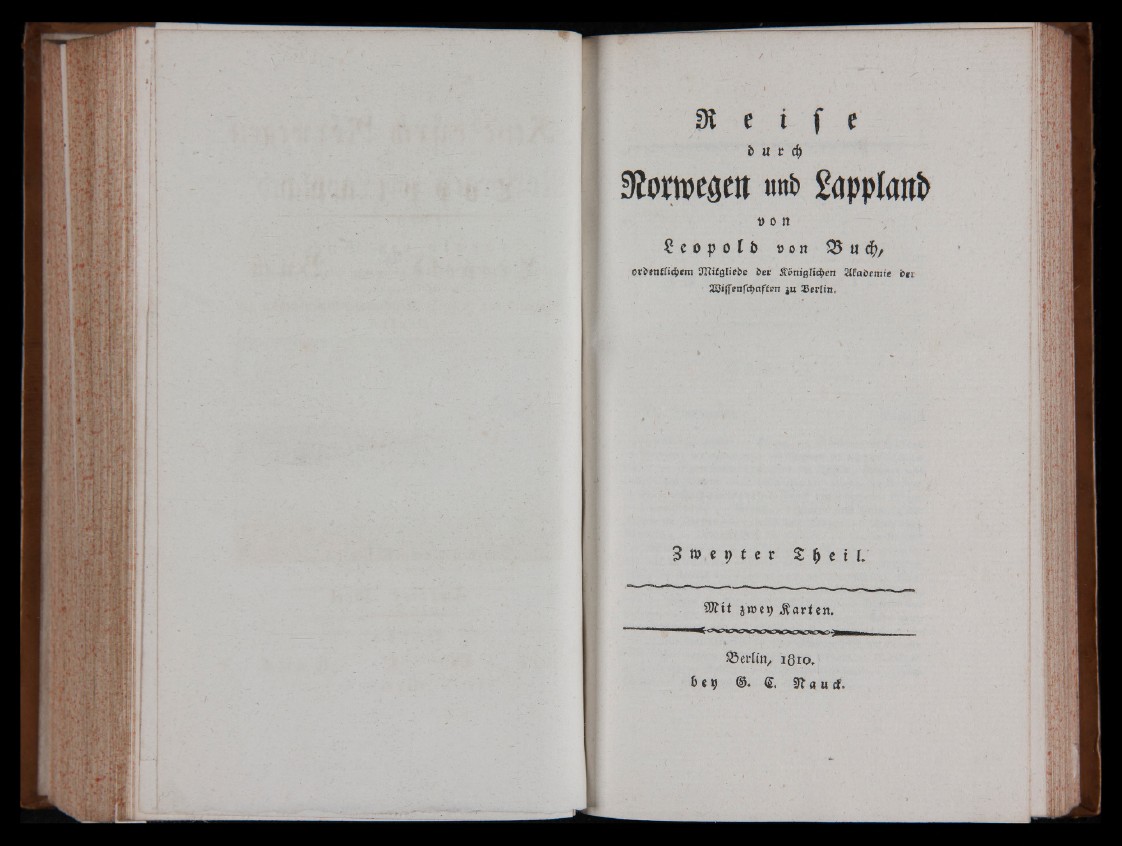 Reise
durch
Norwegen und Lappland
von
Leopold von Buch,
ordentlichem Mitgliede der Königlichen Akademie der
Wissenschaften zu Berlin.
Zweyter Theil.
Mit zwey Karten.
Berlin, 1810.
bey G. C. Nauck.